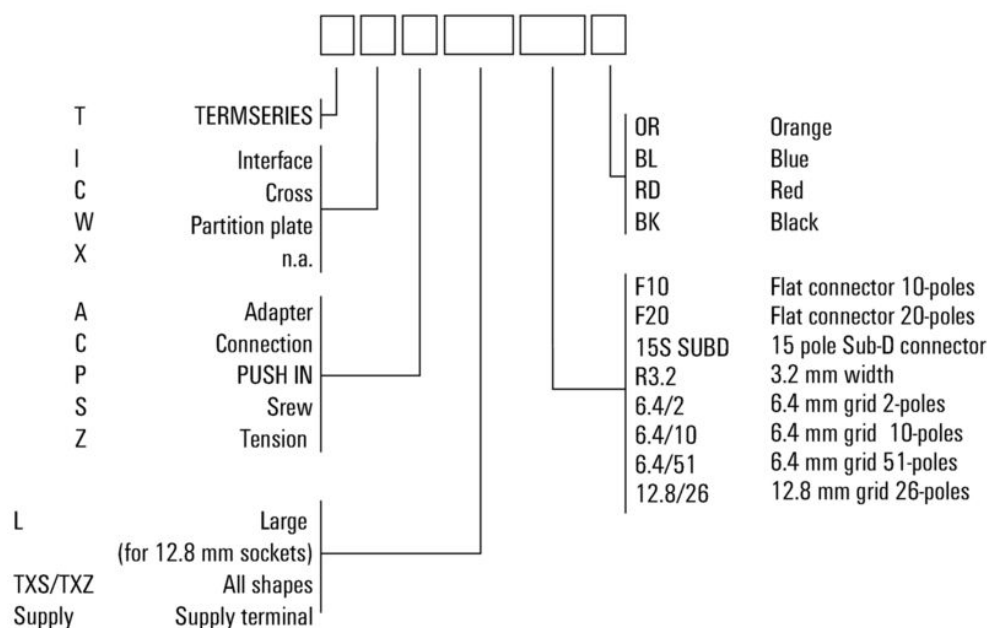 T TERMSERIES
I Interface
C Cross
W Partition plate
X n.a.
A Adapter
C Connection
P PUSH IN
S Srew
Z Tension
L Large
(for 12.8 mm sockets)
TXS/TXZ All shapes
Supply Supply terminal
OR Orange
BL Blue
RD Red
BK Black
F10 Flat connector 10-poles
F20 Flat connector 20-poles
15S SUBD 15 pole Sub-D connector
R3.2 3.2 mm width
6.4/2 6.4 mm grid 2-poles
6.4/10 6.4 mm grid 10-poles
6.4/51 6.4 mm grid 51-poles
12.8/26 12.8 mm grid 26-poles